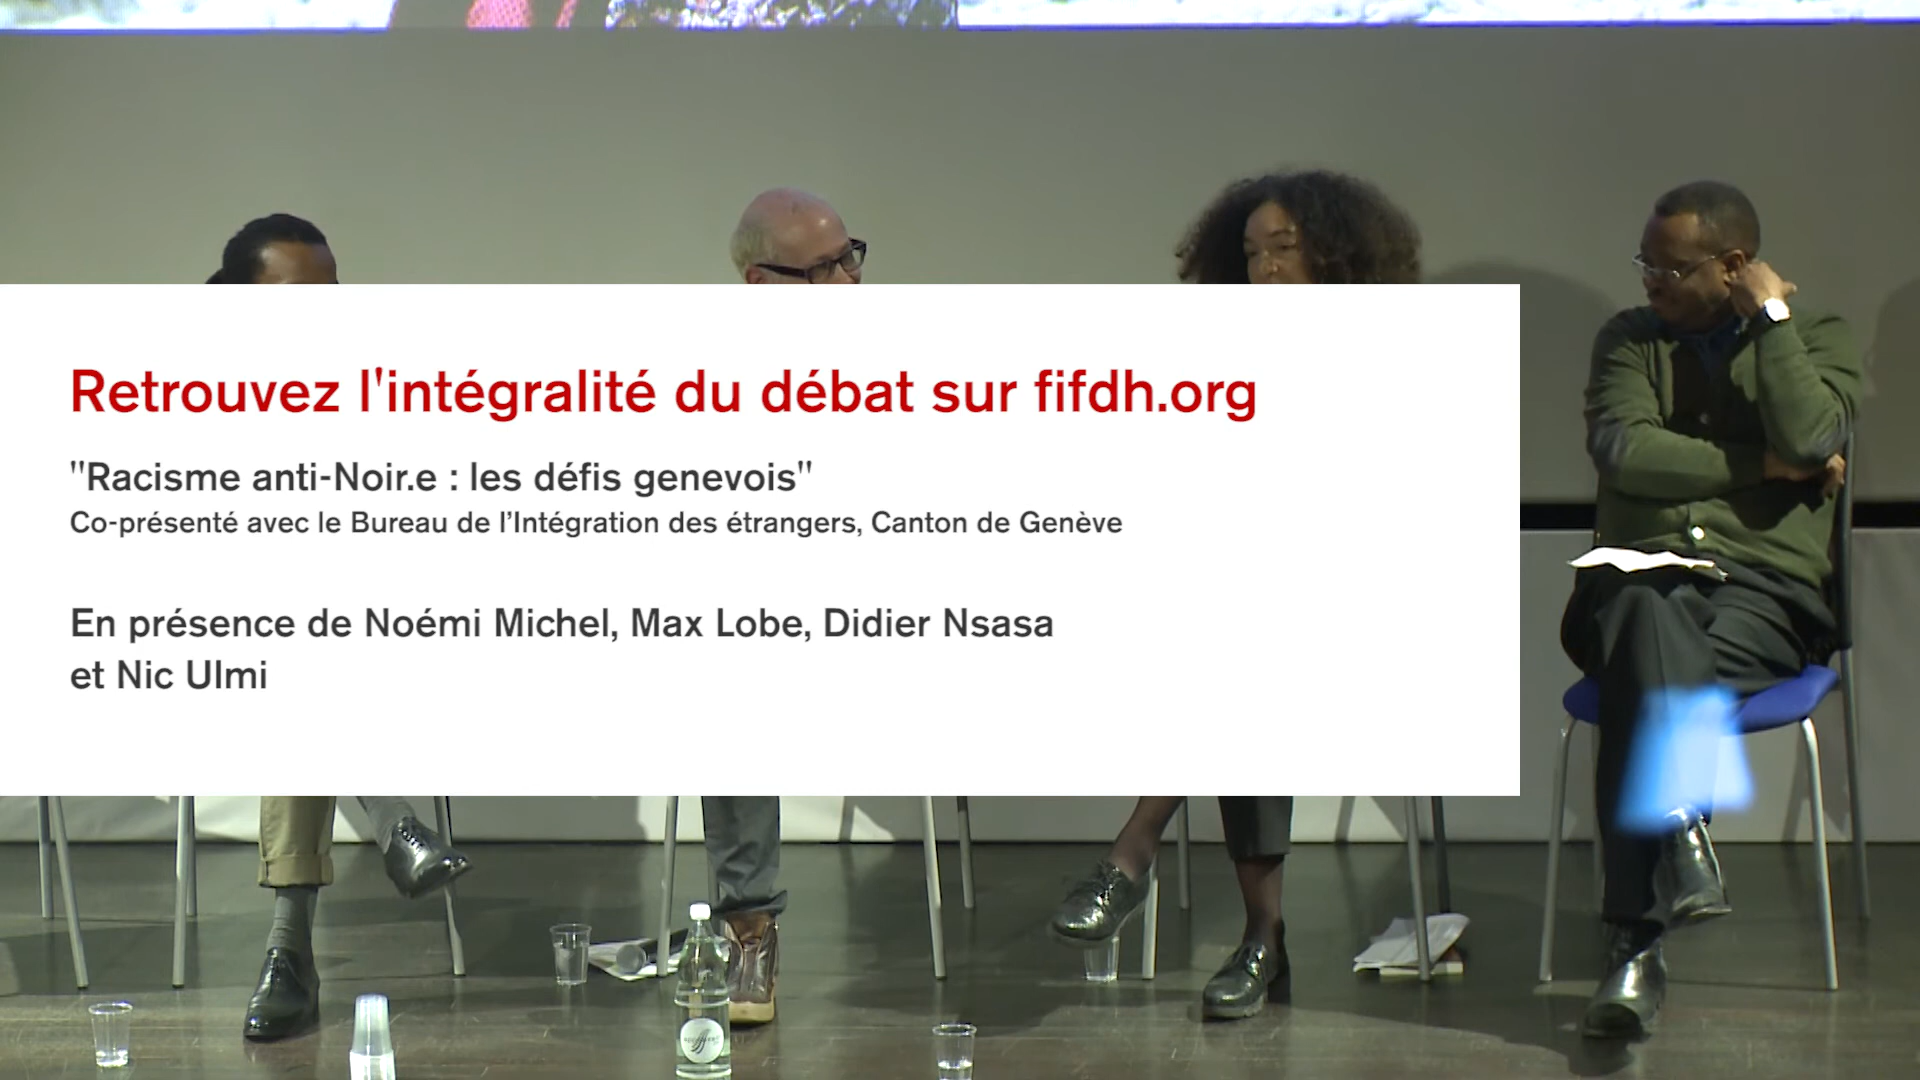 Retrouvez l'intégralité du débat sur fifdh.org
"Racisme anti-Noir.e : les défis genevois"
Co-présenté avec le Bureau de l’Intégration des étrangers, Canton de Genève
En présence de Noémi Michel, Max Lobe, Didier Nsasa
et Nic Ulmi